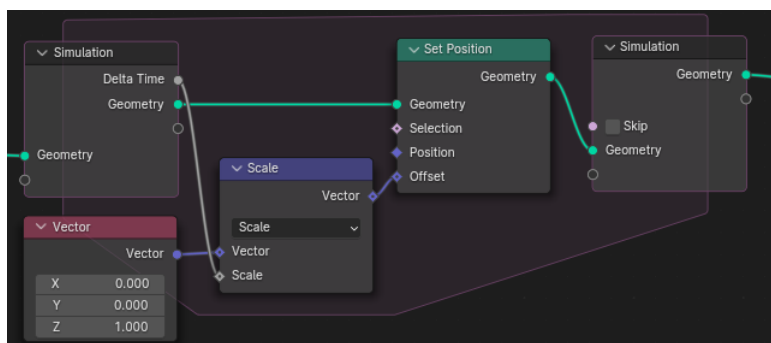 Simulation
Delta Time
Geometry
Geometry
Vector
Vector
X 0.000
Y 0.000
Z 1.000
Scale
Vector
Scale
Vector
Scale
Set Position
Geometry
Geometry
Selection
Position
Offset
Simulation
Geometry
Skip
Geometry